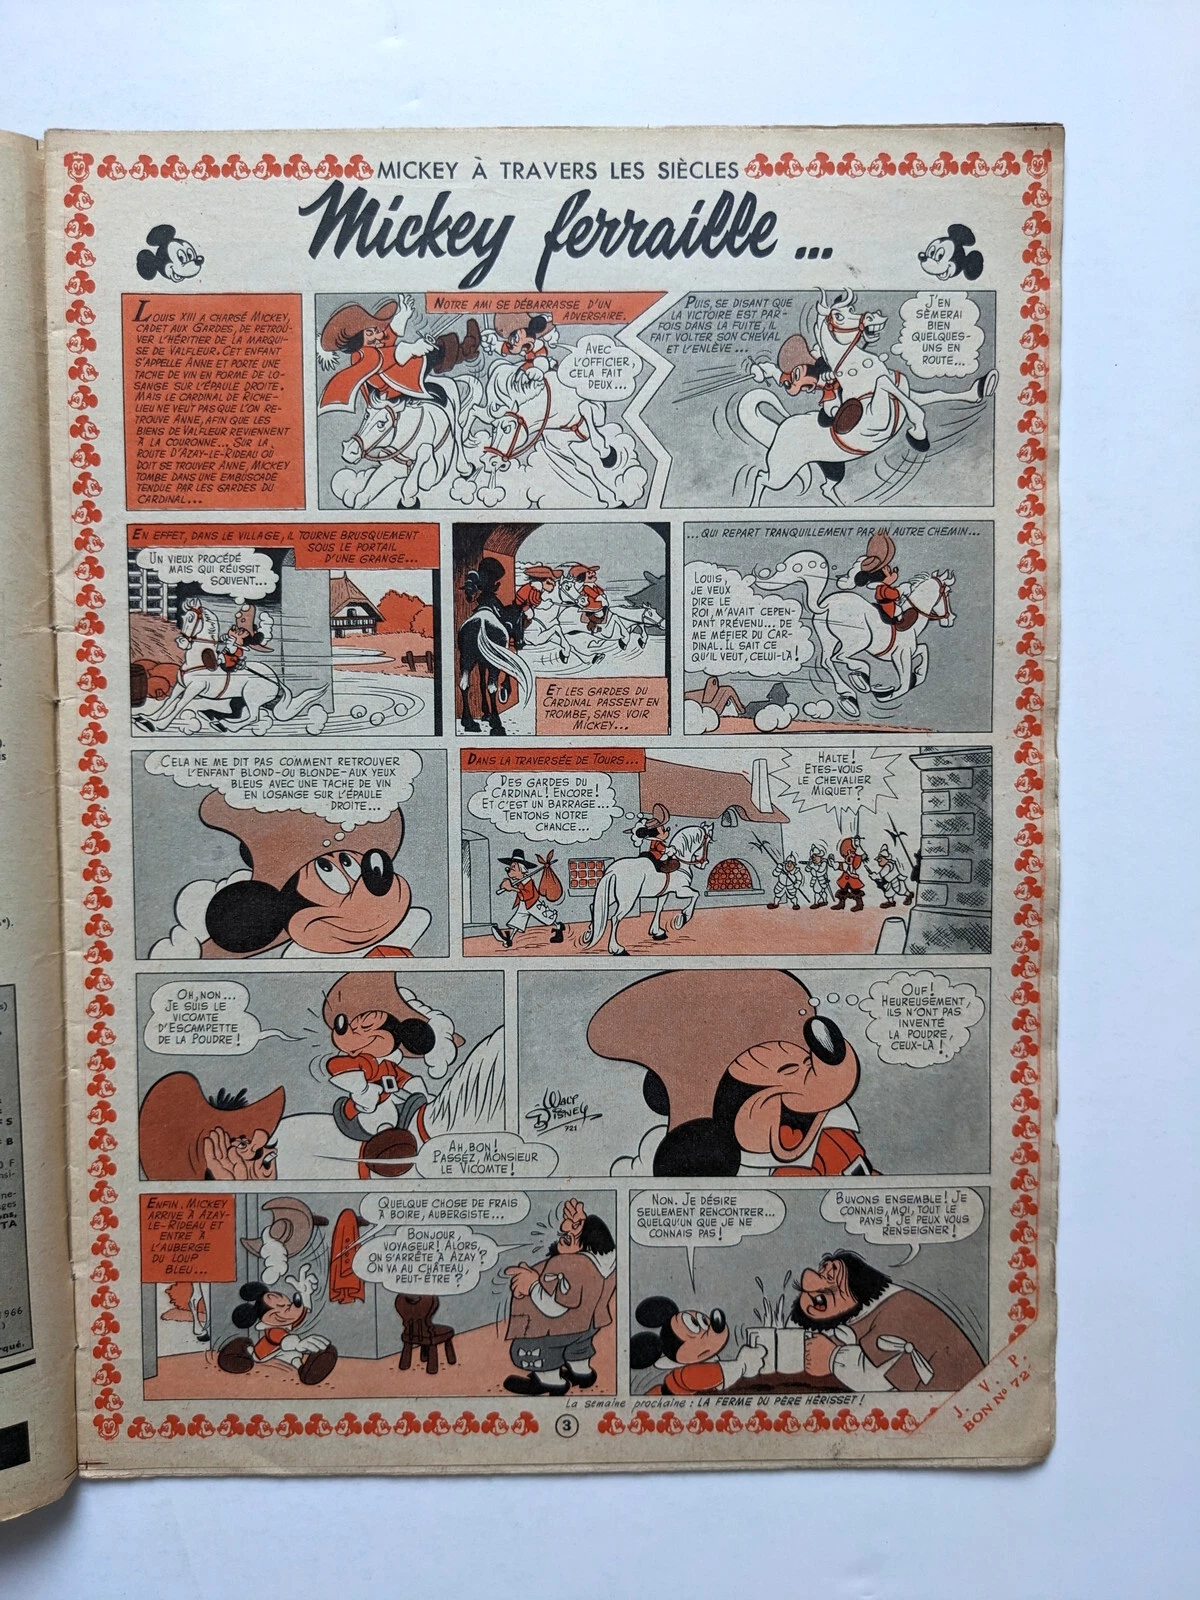 MICKEY À TRAVERS LES SIÈCLES
Mickey ferraille ...
LOUIS XIII A CHARGÉ MICKEY,
CADET AUX GARDES, DE RETROU-
VER L'HÉRITIER DE LA MARQUI-
SE DE VALFLEUR. CET ENFANT
S'APPELLE ANNE ET PORTE UNE
TACHE DE VIN EN FORME DE LO-
SANGE SUR L'ÉPAULE DROITE.
MAIS LE CARDINAL DE RICHE-
LIEU NE VEUT PAS QUE L'ON RE-
TROUVE ANNE, AFIN QUE LES
BIENS DE VALFLEUR REVIENNENT
À LA COURONNE... SUR LA
ROUTE D'AZAY-LE-RIDEAU OÙ
DOIT SE TROUVER ANNE, MICKEY
TOMBE DANS UNE EMBUSCADE
TENDUE PAR LES GARDES DU
CARDINAL...
NOTRE AMI SE DÉBARRASSE D'UN
ADVERSAIRE.
AVEC
L'OFFICIER,
CELA FAIT
DEUX...
PUIS, SE DISANT QUE
LA VICTOIRE EST PAR-
FOIS DANS LA FUITE, IL
FAIT VOLTER SON CHEVAL
ET L'ENLÈVE...
J'EN
SÈMERAI
BIEN
QUELQUES-
UNS EN
ROUTE...
EN EFFET, DANS LE VILLAGE, IL TOURNE BRUSQUEMENT
SOUS LE PORTAIL
D'UNE GRANGE...
UN VIEUX PROCÉDÉ
MAIS QUI RÉUSSIT
SOUVENT...
ET LES GARDES DU
CARDINAL PASSENT EN
TROMBE, SANS VOIR
MICKEY...
...QUI REPART TRANQUILLEMENT PAR UN AUTRE CHEMIN...
LOUIS,
JE VEUX
DIRE LE
ROI, M'AVAIT CEPEN-
DANT PRÉVENU... DE
ME MÉFIER DU CAR-
DINAL. IL SAIT CE
QU'IL VEUT, CELUI-LÀ!
CELA NE ME DIT PAS COMMENT RETROUVER
L'ENFANT BLOND-OU BLONDE-AUX YEUX
BLEUS AVEC UNE TACHE DE VIN
EN LOSANGE SUR L'ÉPAULE
DROITE...
DANS LA TRAVERSÉE DE TOURS...
DES GARDES DU
CARDINAL! ENCORE!
ET C'EST UN BARRAGE...
TENTONS NOTRE
CHANCE...
HALTE!
ETES-VOUS
LE CHEVALIER
MIQUET?
OH, NON...
JE SUIS LE
VICOMTE
D'ESCAMPETTE
DE LA POUDRE!
AH, BON!
PASSEZ, MONSIEUR
LE VICOMTE!
WALT
DISNEY
721
OUF!
HEUREUSEMENT,
ILS N'ONT PAS
INVENTÉ
LA POUDRE,
CEUX-LÀ!
ENFIN, MICKEY
ARRIVE À AZAY-
LE-RIDEAU ET
ENTRE À
L'AUBERGE
DU LOUP
BLEU...
QUELQUE CHOSE DE FRAIS
À BOIRE, AUBERGISTE...
BONJOUR,
VOYAGEUR! ALORS,
ON S'ARRÊTE À AZAY?
ON VA AU CHÂTEAU,
PEUT-ÊTRE?
NON. JE DÉSIRE
SEULEMENT RENCONTRER...
QUELQU'UN QUE JE NE
CONNAIS PAS!
BUVONS ENSEMBLE! JE
CONNAIS, MOI, TOUT LE
PAYS! JE PEUX VOUS
RENSEIGNER!
La semaine prochaine: LA FERME DU PÈRE HÉRISSET!
3
J. V. P.
BON N° 72